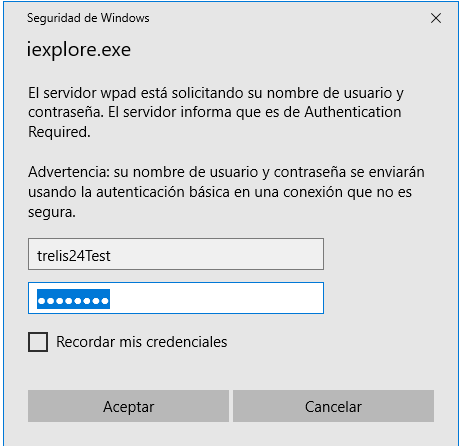 Seguridad de Windows
iexplore.exe
El servidor wpad está solicitando su nombre de usuario y
contraseña. El servidor informa que es de Authentication
Required.
Advertencia: su nombre de usuario y contraseña se enviarán
usando la autenticación básica en una conexión que no es
segura.
trelis24Test
••••••••
Recordar mis credenciales
Aceptar
Cancelar